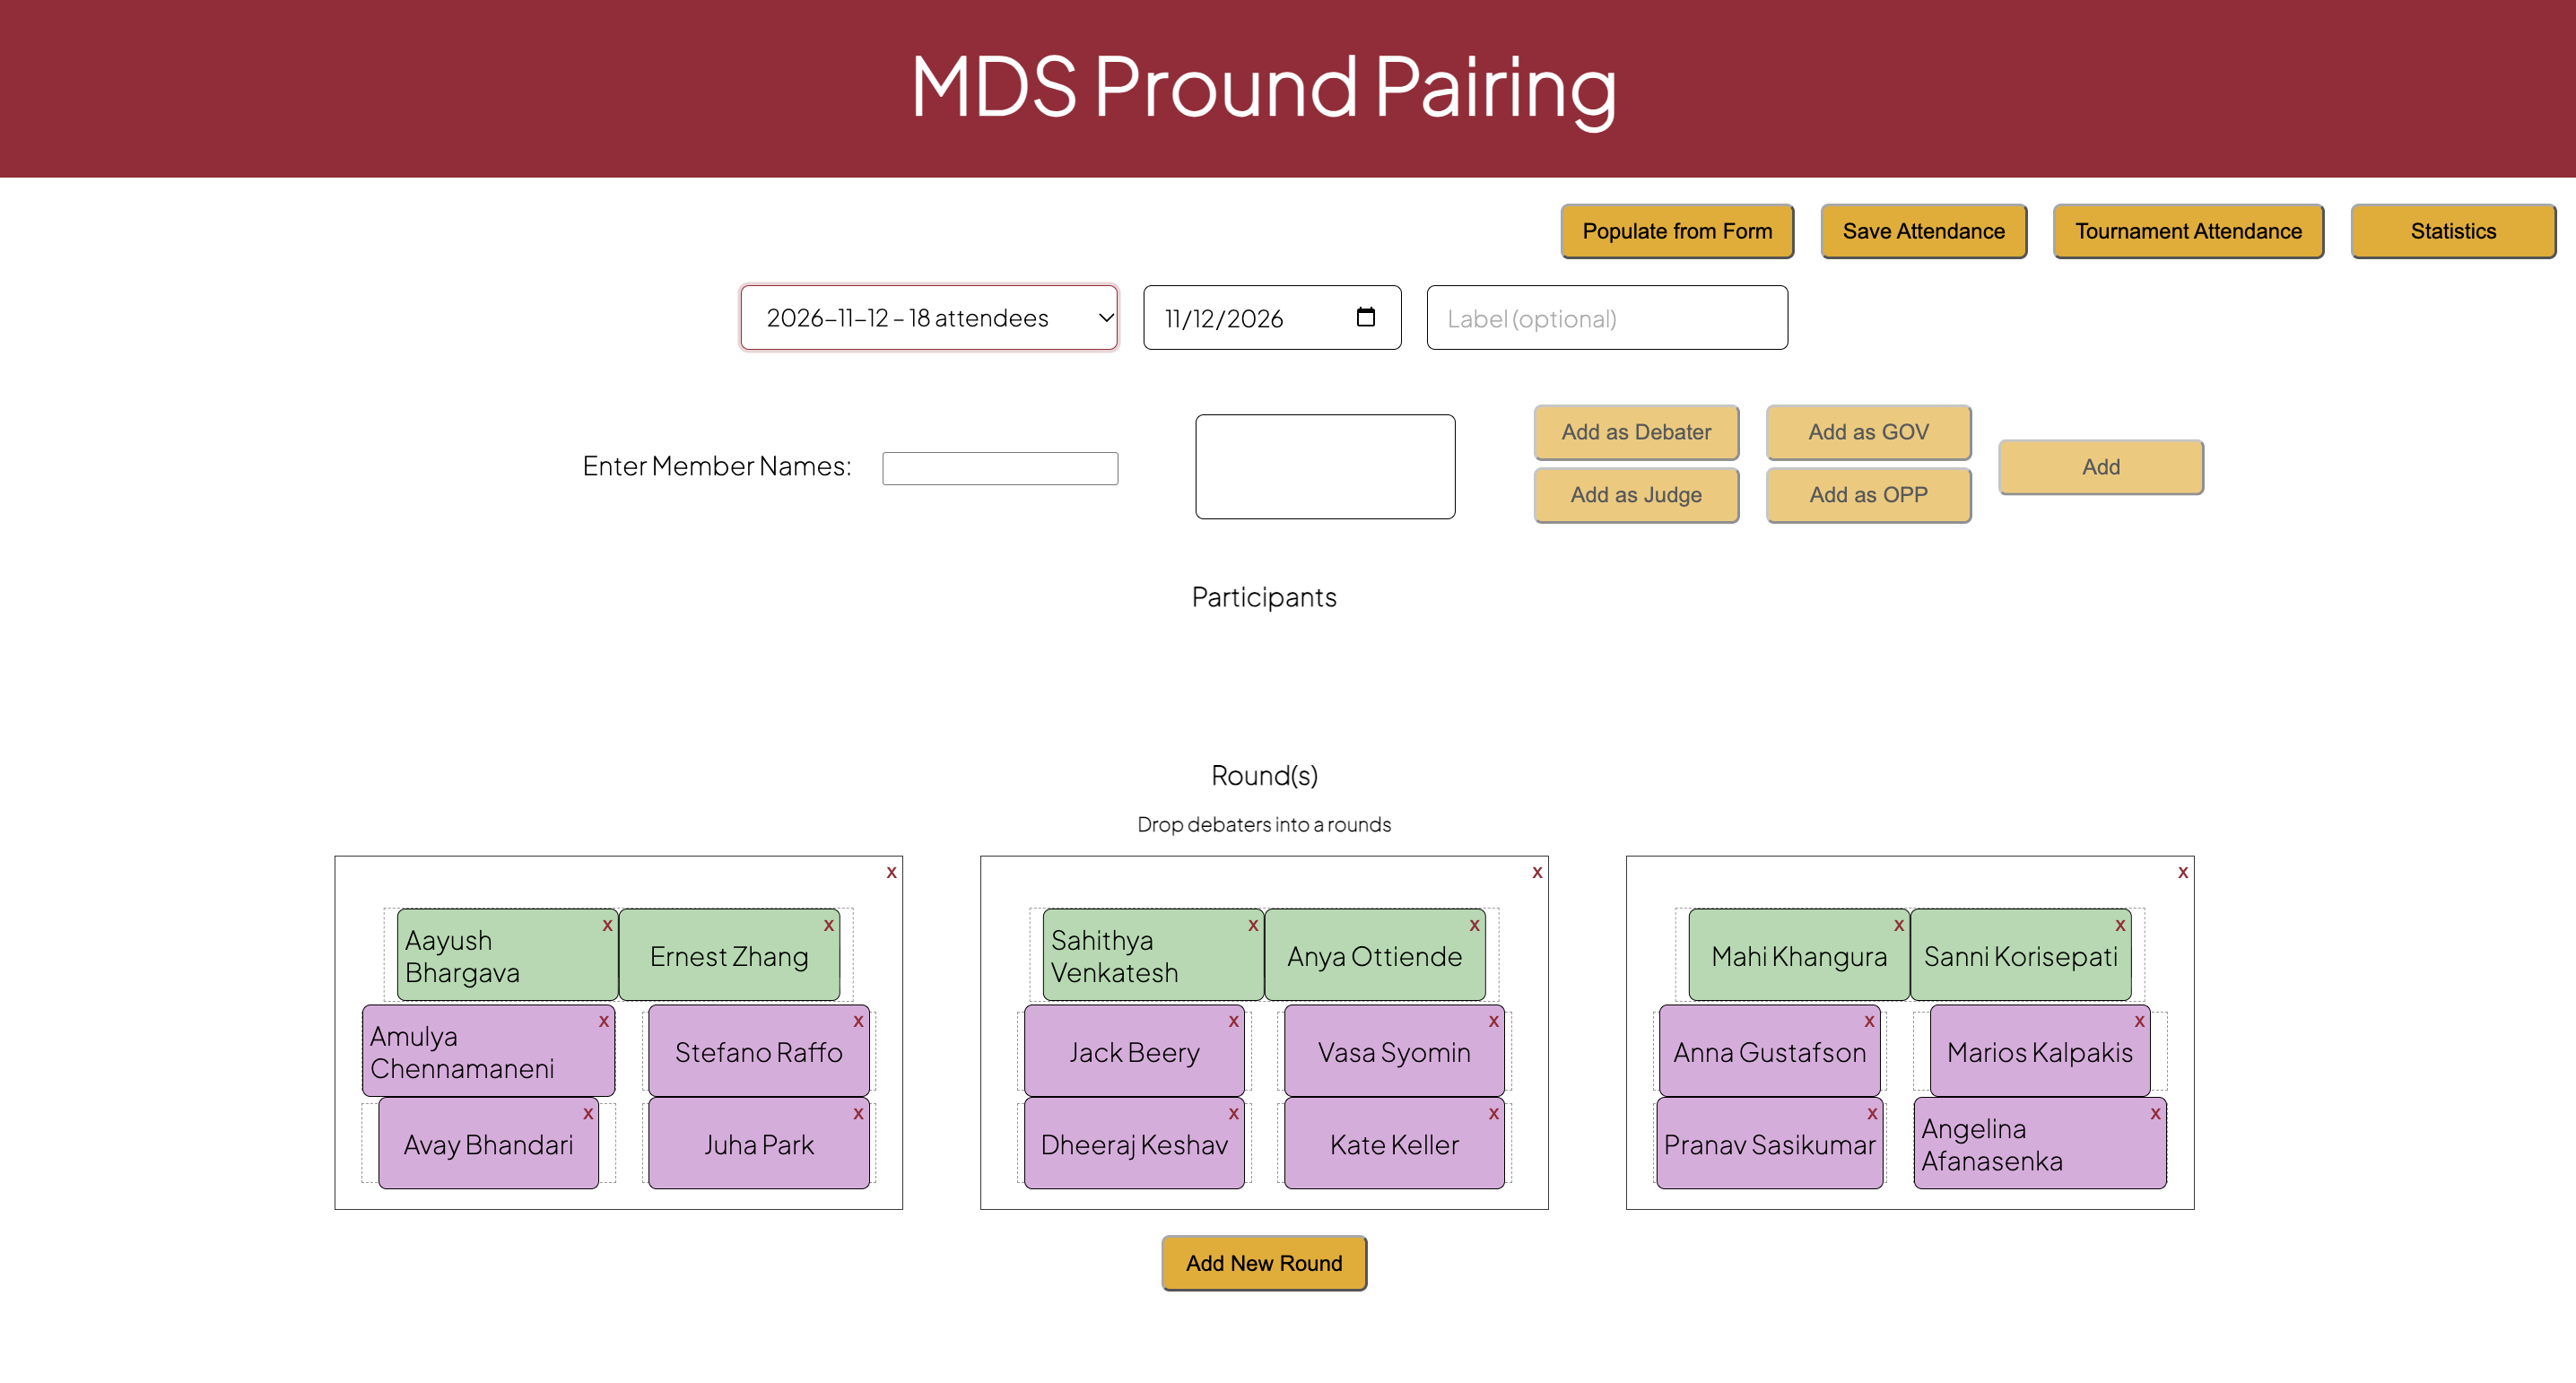 MDS Pround Pairing
Populate from Form
Save Attendance
Tournament Attendance
Statistics
2026-11-12 - 18 attendees
11/12/2026
Label (optional)
Enter Member Names:
Add as Debater
Add as GOV
Add as Judge
Add as OPP
Add
Participants
Round(s)
Drop debaters into a rounds
x
Aayush
Bhargava
x
Ernest Zhang
x
Amulya
Chennamaneni
x
Stefano Raffo
x
Avay Bhandari
x
Juha Park
x
x
Sahithya
Venkatesh
x
Anya Ottiende
x
Jack Beery
x
Vasa Syomin
x
Dheeraj Keshav
x
Kate Keller
x
x
Mahi Khangura
x
Sanni Korisepati
x
Anna Gustafson
x
Marios Kalpakis
x
Pranav Sasikumar
x
Angelina
Afanasenka
x
Add New Round